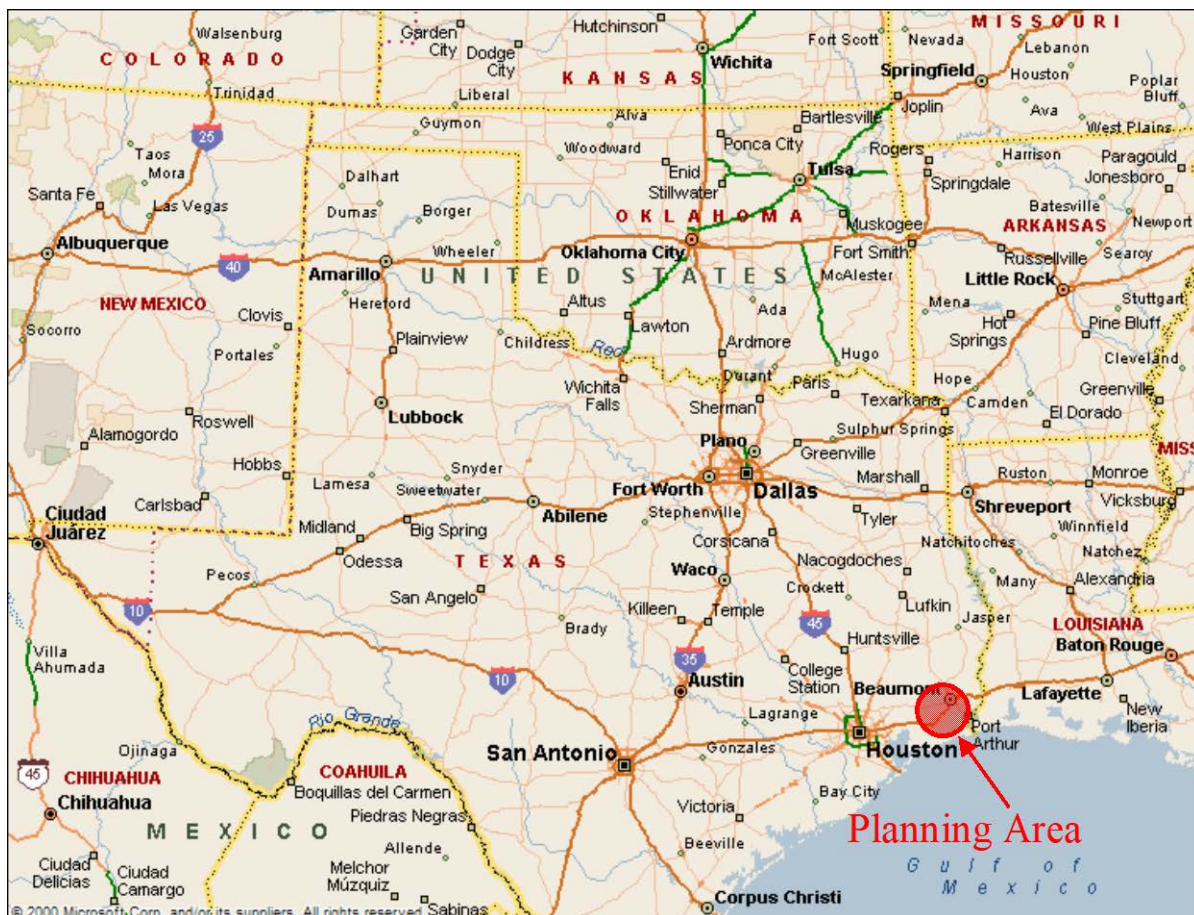 Walsenburg
Garden
City
Dodge
City
Hutchinson
Wichita
Fort Scott
Nevada
MISSOURI
Lebanon
COLORADO
KANSAS
Springfield
Houston
Poplar
Bluff
Trinidad
Liberal
Joplin
Ava
25
Guymon
Alva
Bartlesville
West Plains
Taos
Mora
Woodward
Ponca City
Rogers
Harrison
Paragould
Jonesboro
Dalhart
Enid
Stillwater
Tulsa
Springdale
Santa Fe
Las Vegas
Dumas
Borger
OKLAHOMA
Muskogee
Batesville
Newport
ARKANSAS
Albuquerque
Wheeler
Oklahoma City
Fort Smith
Russellville
Searcy
40
Amarillo
UNITED STATES
McAlester
Little Rock
NEW MEXICO
Hereford
Altus
Ada
Mena
Stuttgart
Socorro
Clovis
Lawton
Hot
Springs
Pine Bluff
Portales
Plainview
Childress
Red
Ardmore
Hugo
Cleveland
Wichita
Falls
Durant
Paris
Hope
Camden
Greenville
Roswell
Lubbock
Sherman
Texarkana
El Dorado
Alamogordo
Plano
Sulphur Springs
Greenville
MISS
Hobbs
Lamesa
Snyder
Sweetwater
Fort Worth
Dallas
Marshall
Ruston
Monroe
Carlsbad
Abilene
Stephenville
Tyler
Shreveport
Vicksburg
Ciudad
Juárez
Midland
Big Spring
Corsicana
Winnfield
Odessa
TEXAS
Nacogdoches
Natchitoches
Natchez
Pecos
San Angelo
Waco
Crockett
Many
Alexandria
10
Killeen
Temple
Lufkin
Brady
45
Huntsville
Jasper
LOUISIANA
Villa
Ahumada
35
College
Station
Baton Rouge
10
Austin
Beaumont
Lafayette
Rio Grande
Lagrange
Port
Arthur
New
Iberia
Ojinaga
San Antonio
Gonzales
Houston
45
CHIHUAHUA
COAHUILA
Boquillas del Carmen
Bay City
Chihuahua
Piedras Negras
Victoria
Planning Area
MEXICO
Allende
Beeville
Ciudad
Delicias
Ciudad
Camargo
Melchor
Múzquiz
Gulf of
Mexico
Corpus Christi
Sabinas
© 2000 Microsoft Corp. and/or its suppliers. All rights reserved.